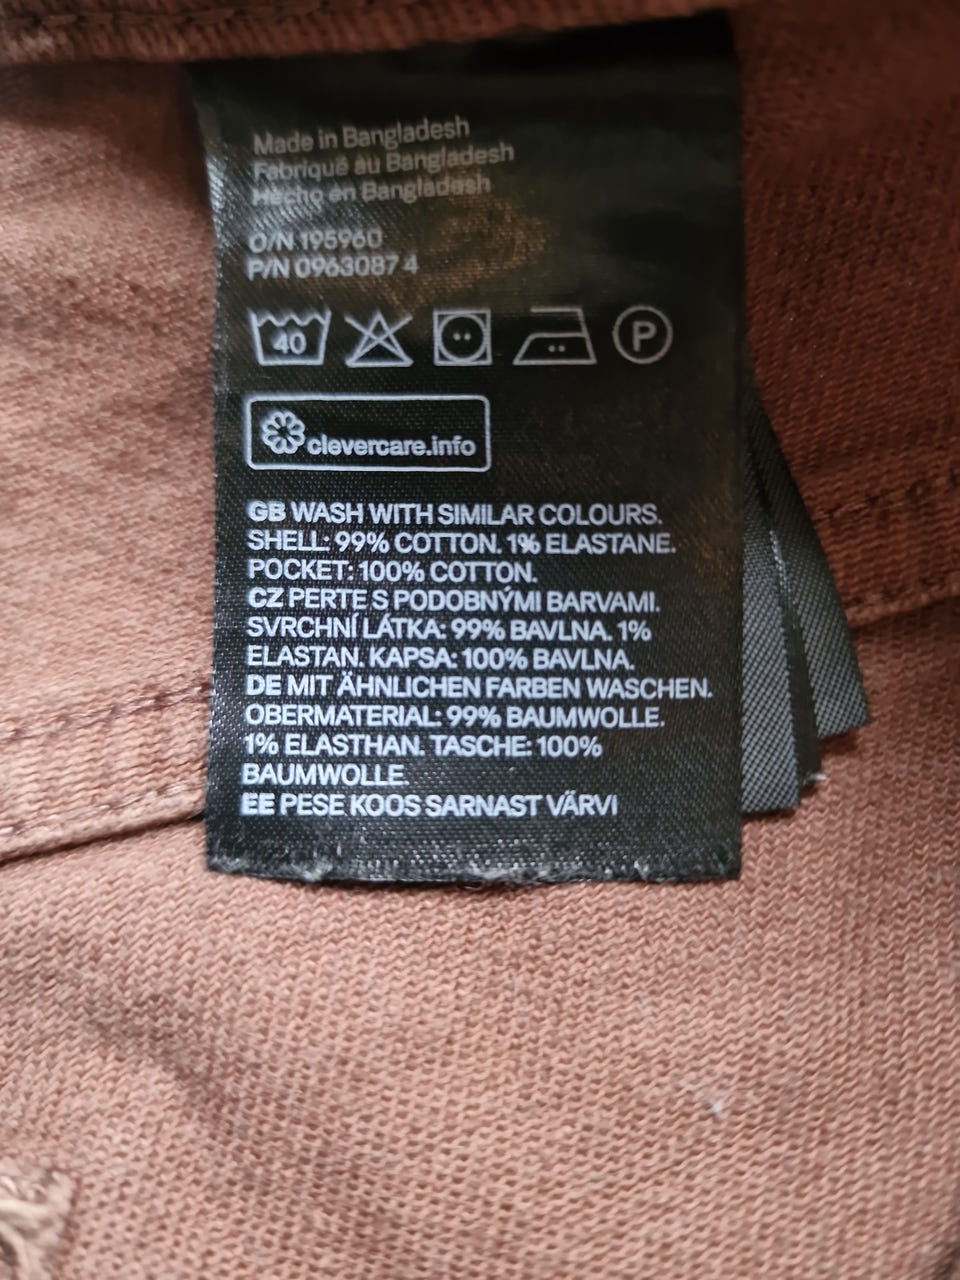 Made in Bangladesh
Fabriqué au Bangladesh
Hecho en Bangladesh
O/N 195960
P/N 0963087 4
40 P
clevercare.info
GB WASH WITH SIMILAR COLOURS.
SHELL: 99% COTTON. 1% ELASTANE.
POCKET: 100% COTTON.
CZ PERTE S PODOBNÝMI BARVAMI.
SVRCHNÍ LÁTKA: 99% BAVLNA. 1%
ELASTAN. KAPSA: 100% BAVLNA.
DE MIT ÄHNLICHEN FARBEN WASCHEN.
OBERMATERIAL: 99% BAUMWOLLE.
1% ELASTHAN. TASCHE: 100%
BAUMWOLLE.
EE PESE KOOS SARNAST VÄRVI